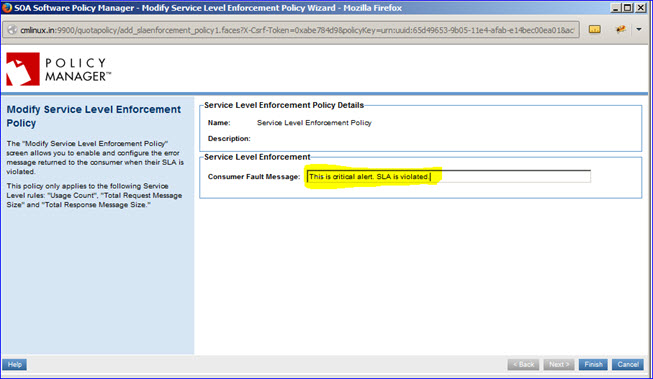 SOA Software Policy Manager - Modify Service Level Enforcement Policy Wizard - Mozilla Firefox
cmlinux.in:9900/quotapolicy/add_slaenforcement_policy1.faces?X-Csrf-Token=0xabe784d9&policyKey=urn:uuid:65d49653-9b05-11e4-afab-e14bec00ea01&ac
POLICY
MANAGER™
Modify Service Level Enforcement
Policy
The "Modify Service Level Enforcement Policy"
screen allows you to enable and configure the error
message returned to the consumer when their SLA is
violated.
This policy only applies to the following Service
Level rules: "Usage Count", "Total Request Message
Size" and "Total Response Message Size."
Service Level Enforcement Policy Details
Name: Service Level Enforcement Policy
Description:
Service Level Enforcement
Consumer Fault Message: This is critical alert. SLA is violated.
Help
< Back Next > Finish Cancel